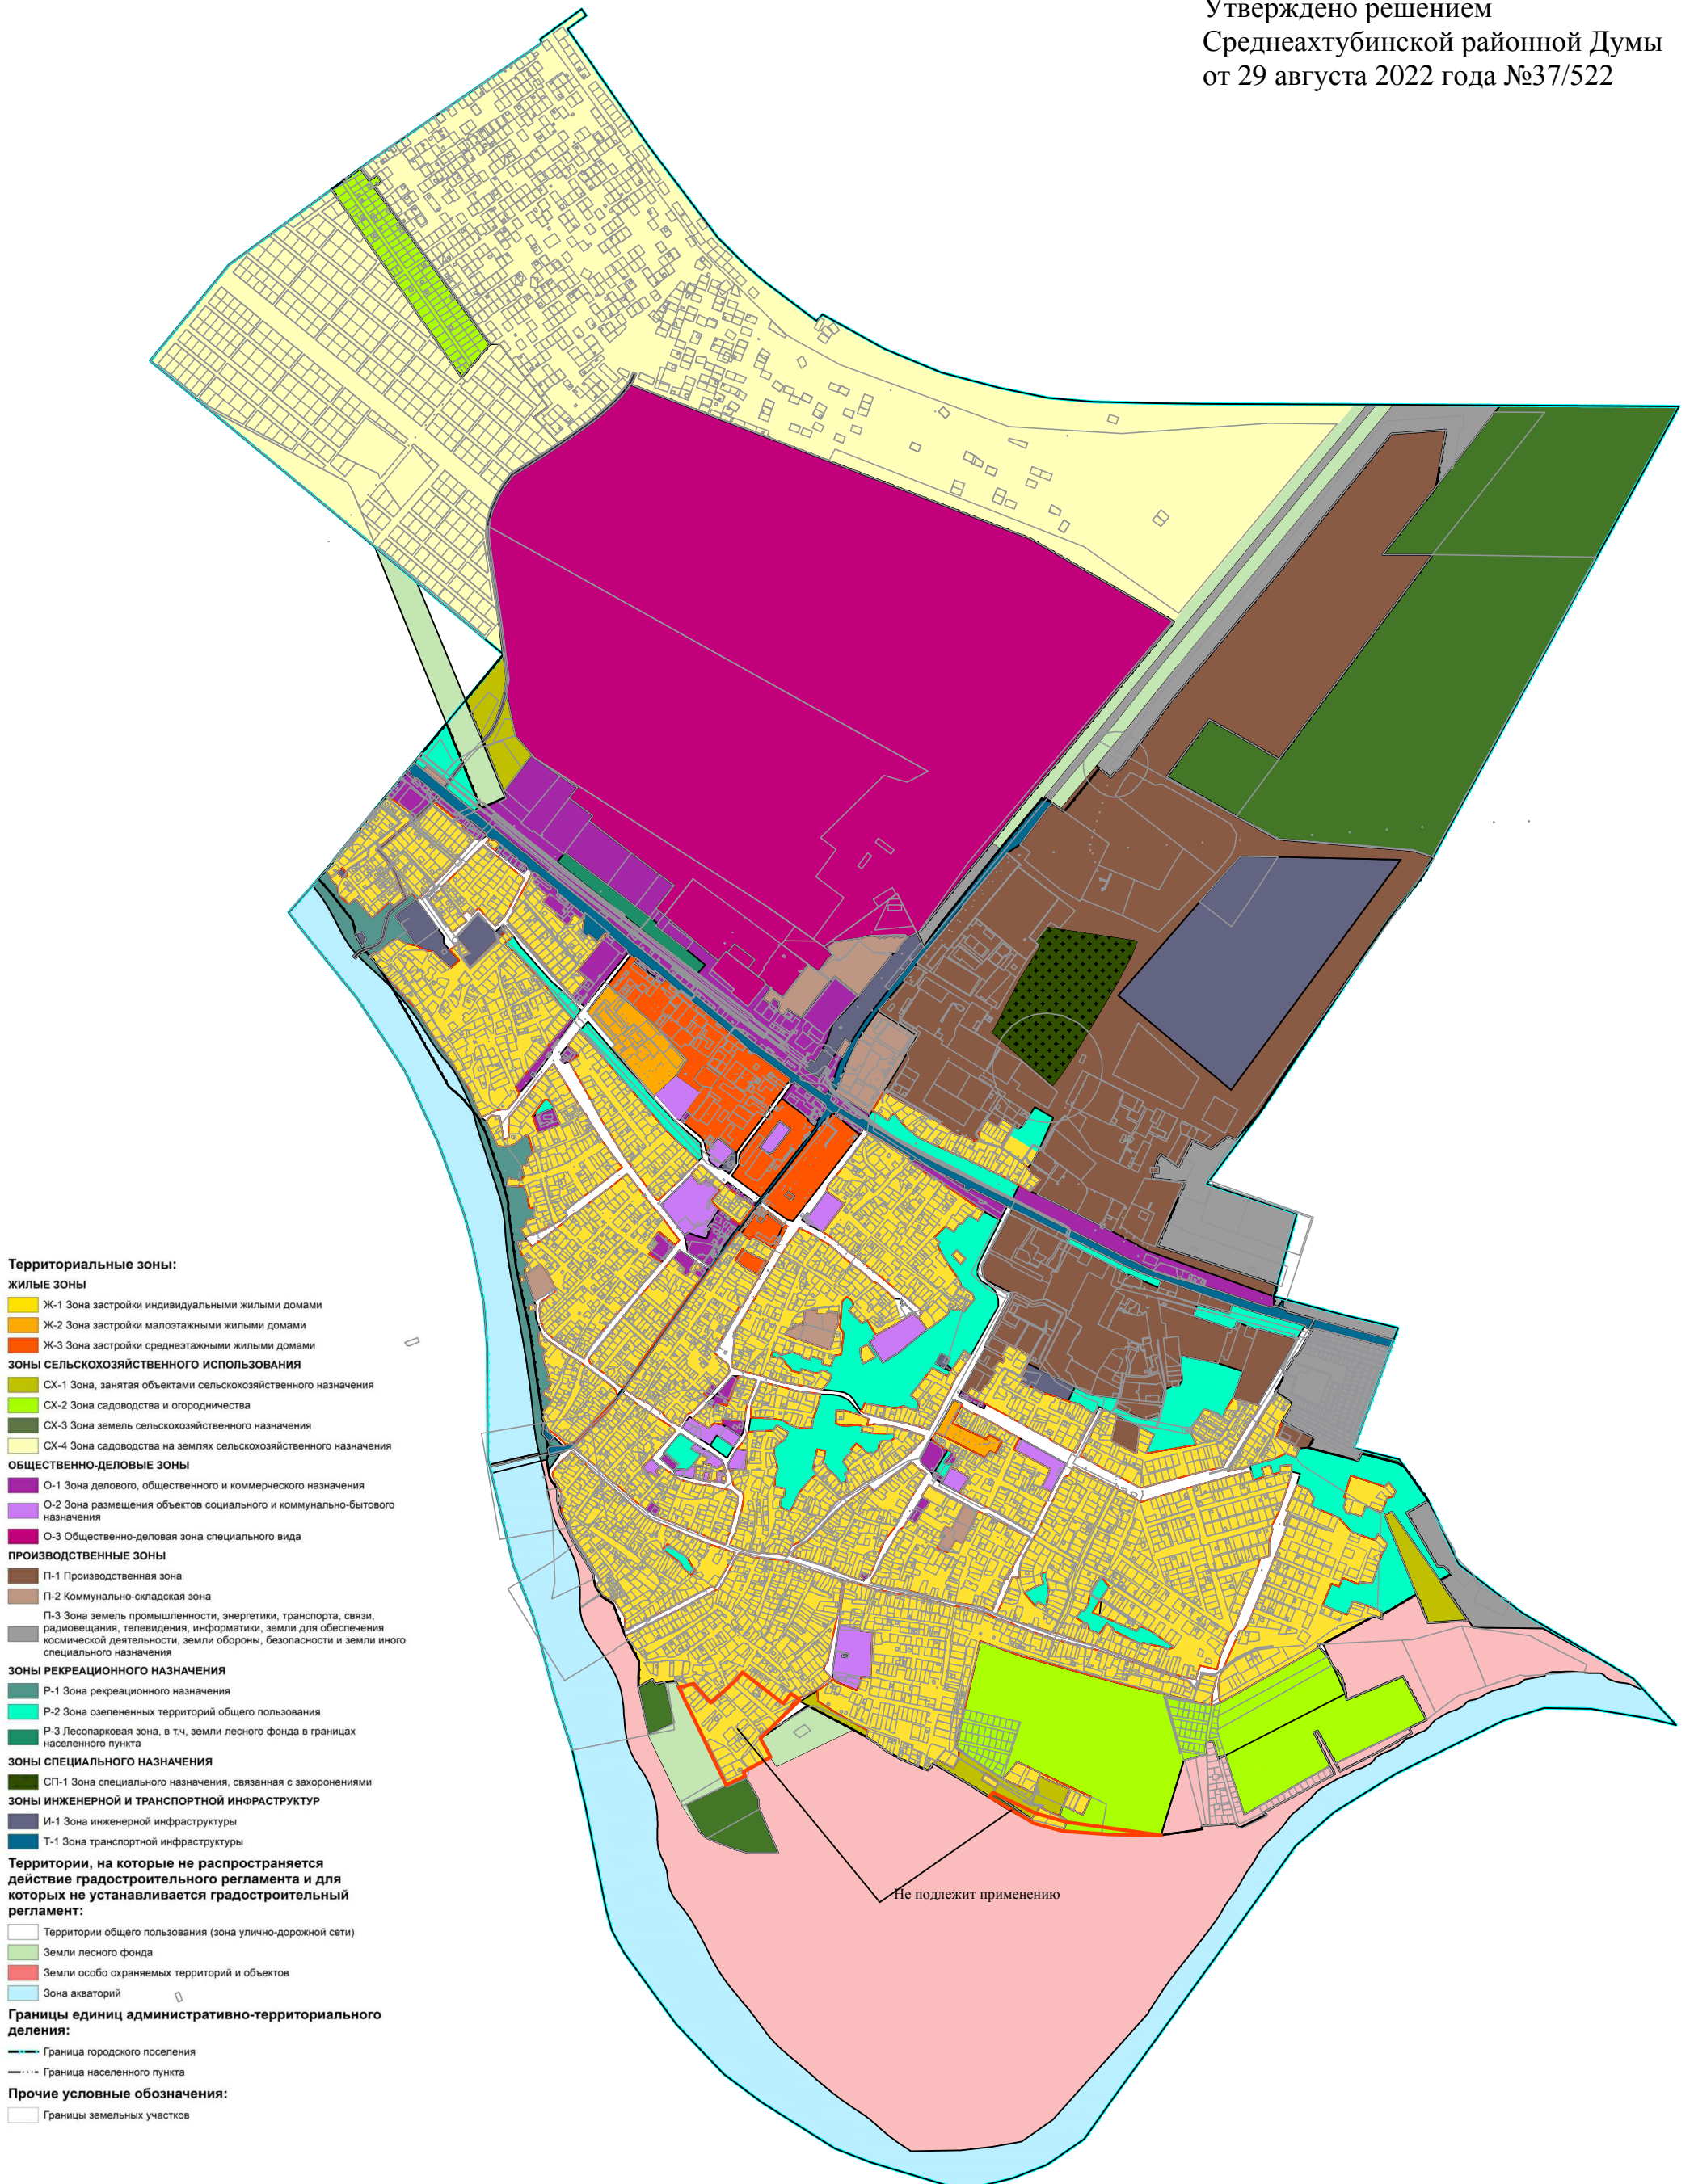 Утверждено решением
Среднеахтубинской районной Думы
от 29 августа 2022 года №37/522
Территориальные зоны:
ЖИЛЫЕ ЗОНЫ
Ж-1 Зона застройки индивидуальными жилыми домами
Ж-2 Зона застройки малоэтажными жилыми домами
Ж-3 Зона застройки среднеэтажными жилыми домами
ЗОНЫ СЕЛЬСКОХОЗЯЙСТВЕННОГО ИСПОЛЬЗОВАНИЯ
СХ-1 Зона, занятая объектами сельскохозяйственного назначения
СХ-2 Зона садоводства и огородничества
СХ-3 Зона земель сельскохозяйственного назначения
СХ-4 Зона садоводства на землях сельскохозяйственного назначения
ОБЩЕСТВЕННО-ДЕЛОВЫЕ ЗОНЫ
О-1 Зона делового, общественного и коммерческого назначения
О-2 Зона размещения объектов социального и коммунально-бытового
назначения
О-3 Общественно-деловая зона специального вида
ПРОИЗВОДСТВЕННЫЕ ЗОНЫ
П-1 Производственная зона
П-2 Коммунально-складская зона
П-3 Зона земель промышленности, энергетики, транспорта, связи,
радиовещания, телевидения, информатики, земли для обеспечения
космической деятельности, земли обороны, безопасности и земли иного
специального назначения
ЗОНЫ РЕКРЕАЦИОННОГО НАЗНАЧЕНИЯ
Р-1 Зона рекреационного назначения
Р-2 Зона озелененных территорий общего пользования
Р-3 Лесопарковая зона, в т.ч, земли лесного фонда в границах
населенного пункта
ЗОНЫ СПЕЦИАЛЬНОГО НАЗНАЧЕНИЯ
СП-1 Зона специального назначения, связанная с захоронениями
ЗОНЫ ИНЖЕНЕРНОЙ И ТРАНСПОРТНОЙ ИНФРАСТРУКТУР
И-1 Зона инженерной инфраструктуры
Т-1 Зона транспортной инфраструктуры
Территории, на которые не распространяется
действие градостроительного регламента и для
которых не устанавливается градостроительный
регламент:
Территории общего пользования (зона улично-дорожной сети)
Земли лесного фонда
Земли особо охраняемых территорий и объектов
Зона акваторий
Границы единиц административно-территориального
деления:
Граница городского поселения
Граница населенного пункта
Прочие условные обозначения:
Границы земельных участков
Не подлежит применению